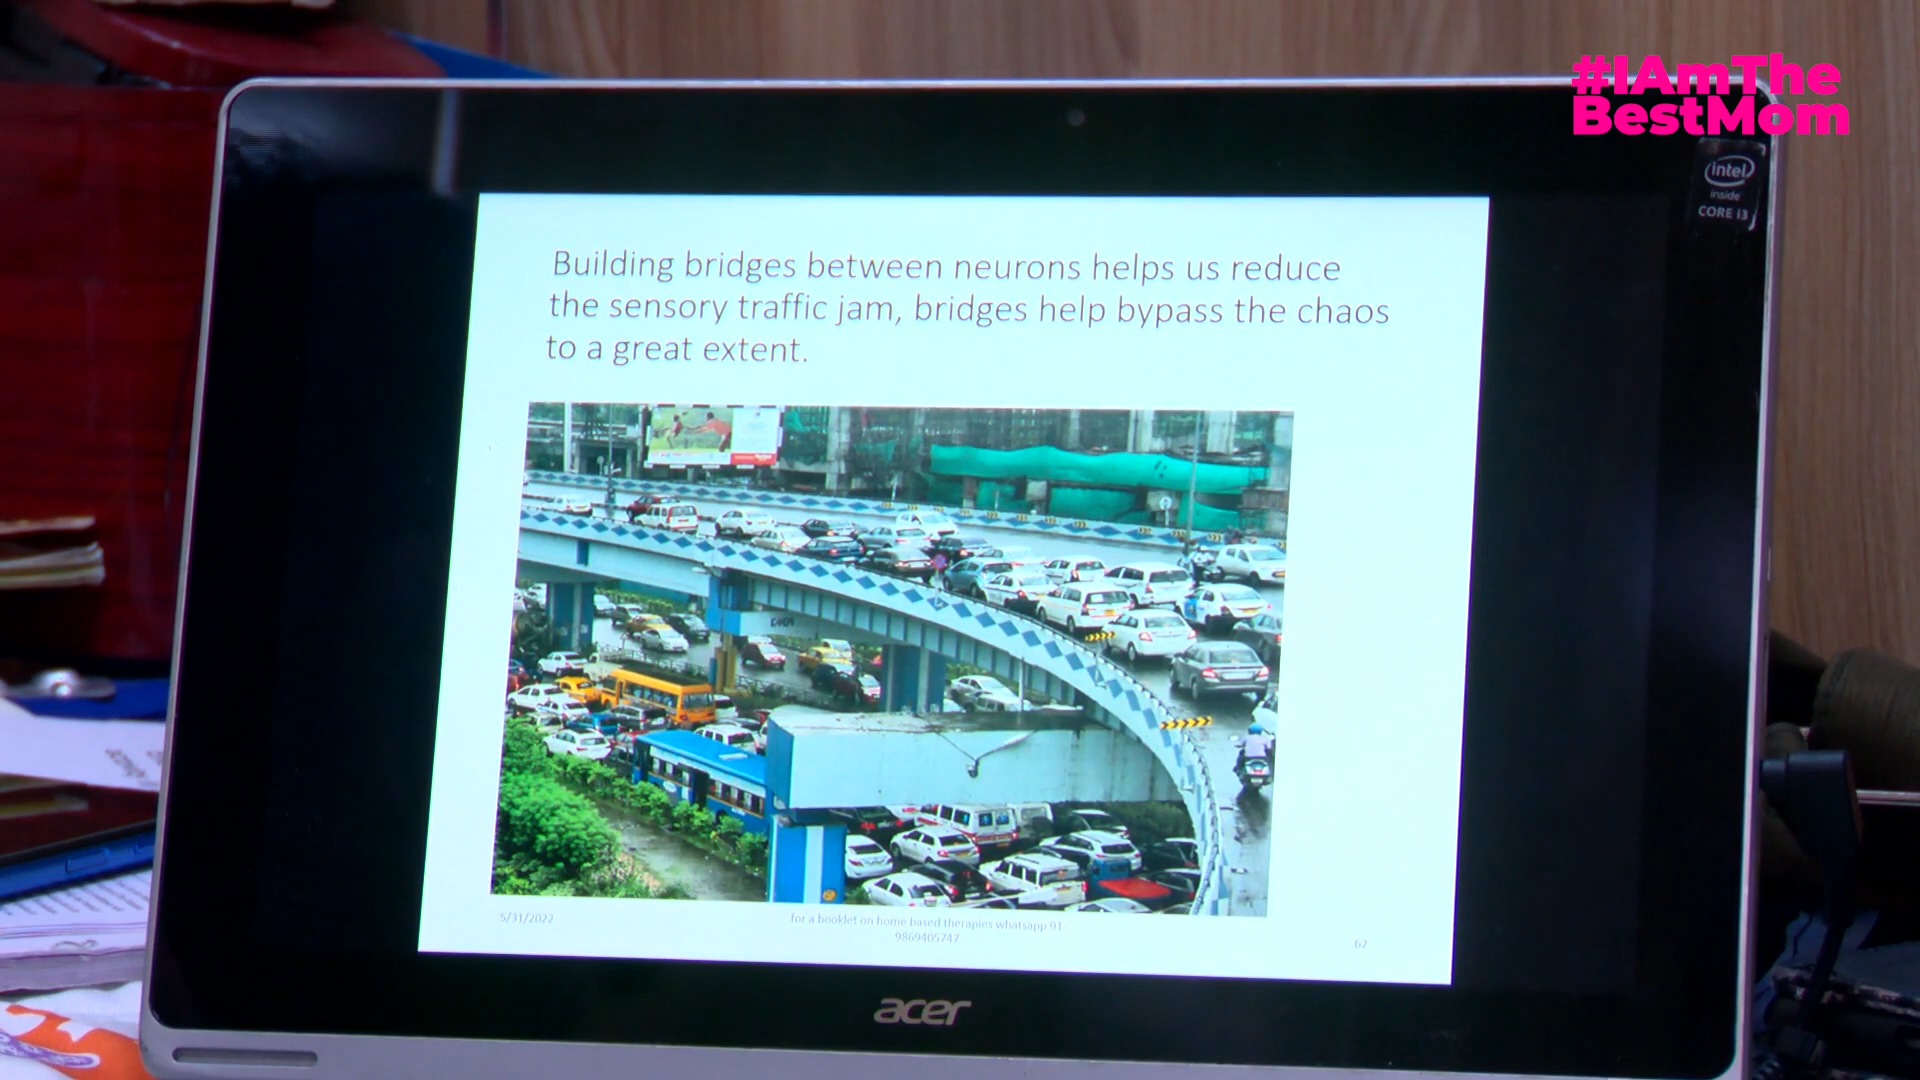 #IAmThe
BestMom
intel
inside
CORE i3
Building bridges between neurons helps us reduce
the sensory traffic jam, bridges help bypass the chaos
to a great extent.
5/31/2022
for a booklet on home based therapies whatsapp 91-
9869405747
62
acer